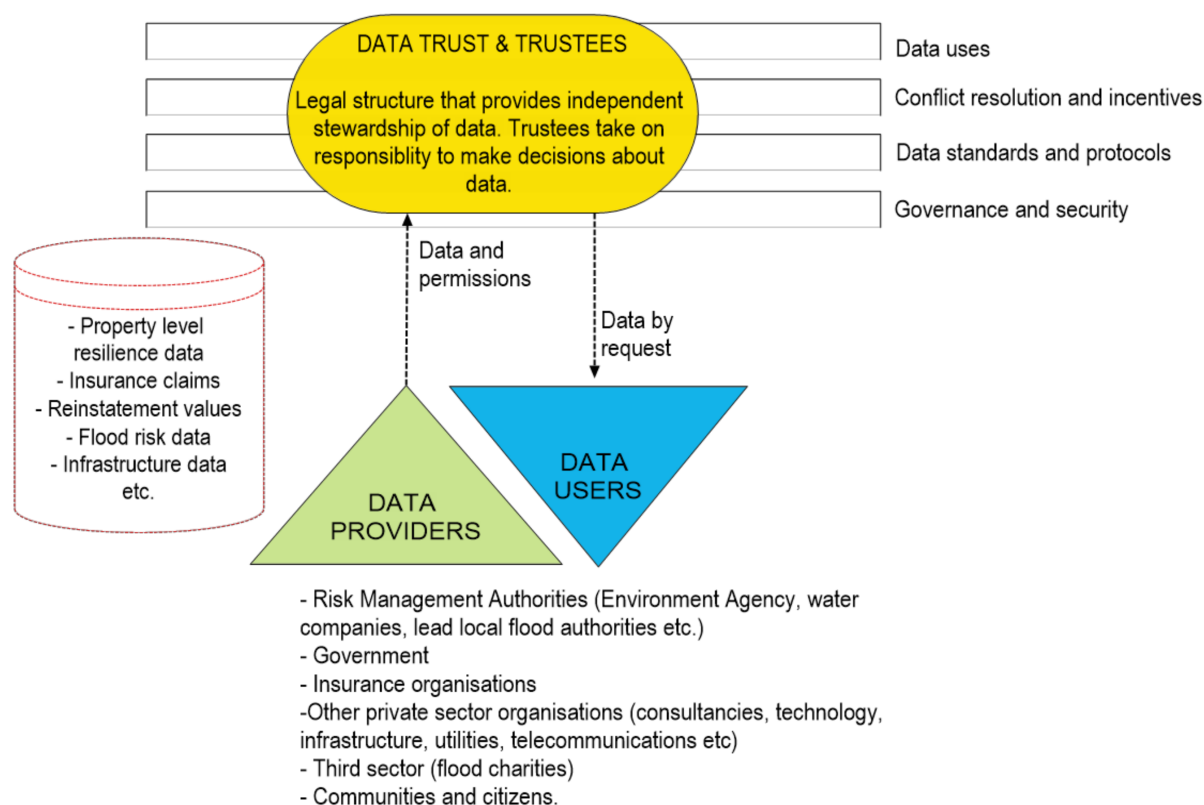 DATA TRUST & TRUSTEES
Legal structure that provides independent
stewardship of data. Trustees take on
responsiblity to make decisions about
data.
Data uses
Conflict resolution and incentives
Data standards and protocols
Governance and security
Data and
permissions
Data by
request
- Property level
resilience data
- Insurance claims
- Reinstatement values
- Flood risk data
- Infrastructure data
etc.
DATA
PROVIDERS
DATA
USERS
- Risk Management Authorities (Environment Agency, water
companies, lead local flood authorities etc.)
- Government
- Insurance organisations
-Other private sector organisations (consultancies, technology,
infrastructure, utilities, telecommunications etc)
- Third sector (flood charities)
- Communities and citizens.